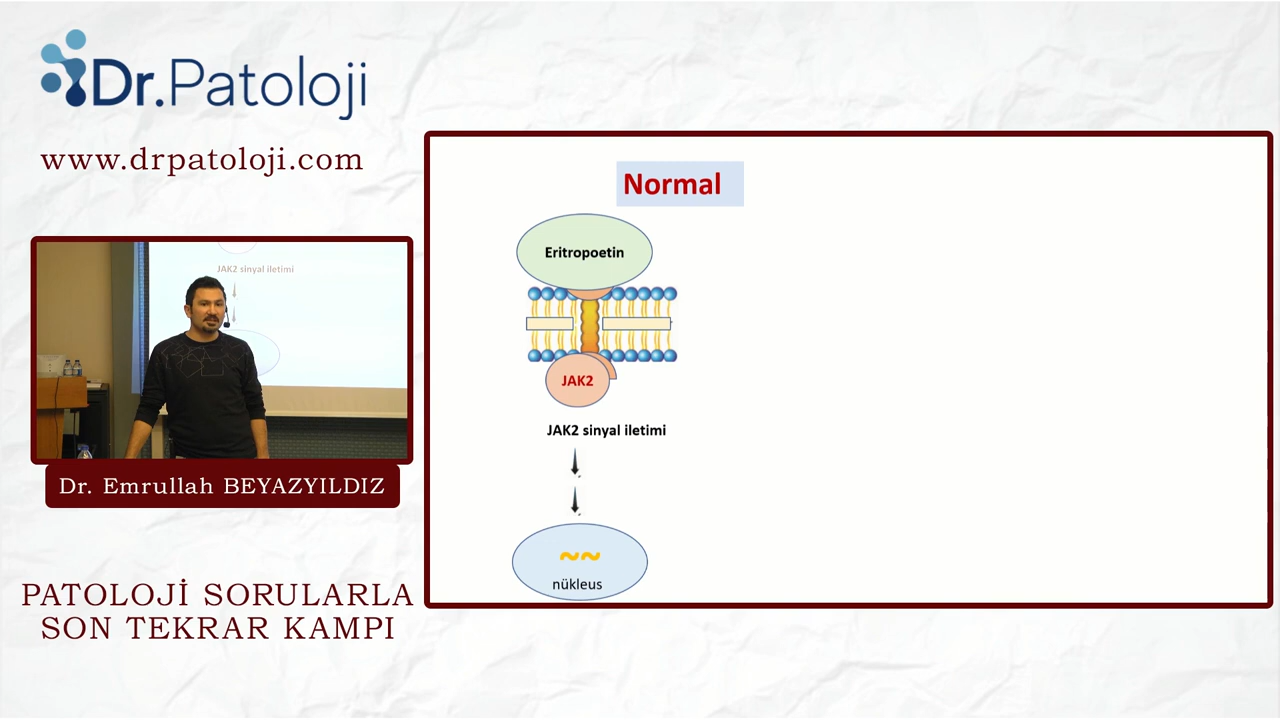 Dr.Patoloji
www.drpatoloji.com
Normal
Eritropoetin
JAK2
JAK2 sinyal iletimi
nükleus
JAK2 sinyal iletimi
Dr. Emrullah BEYAZYILDIZ
PATOLOJİ SORULARLA
SON TEKRAR KAMPI